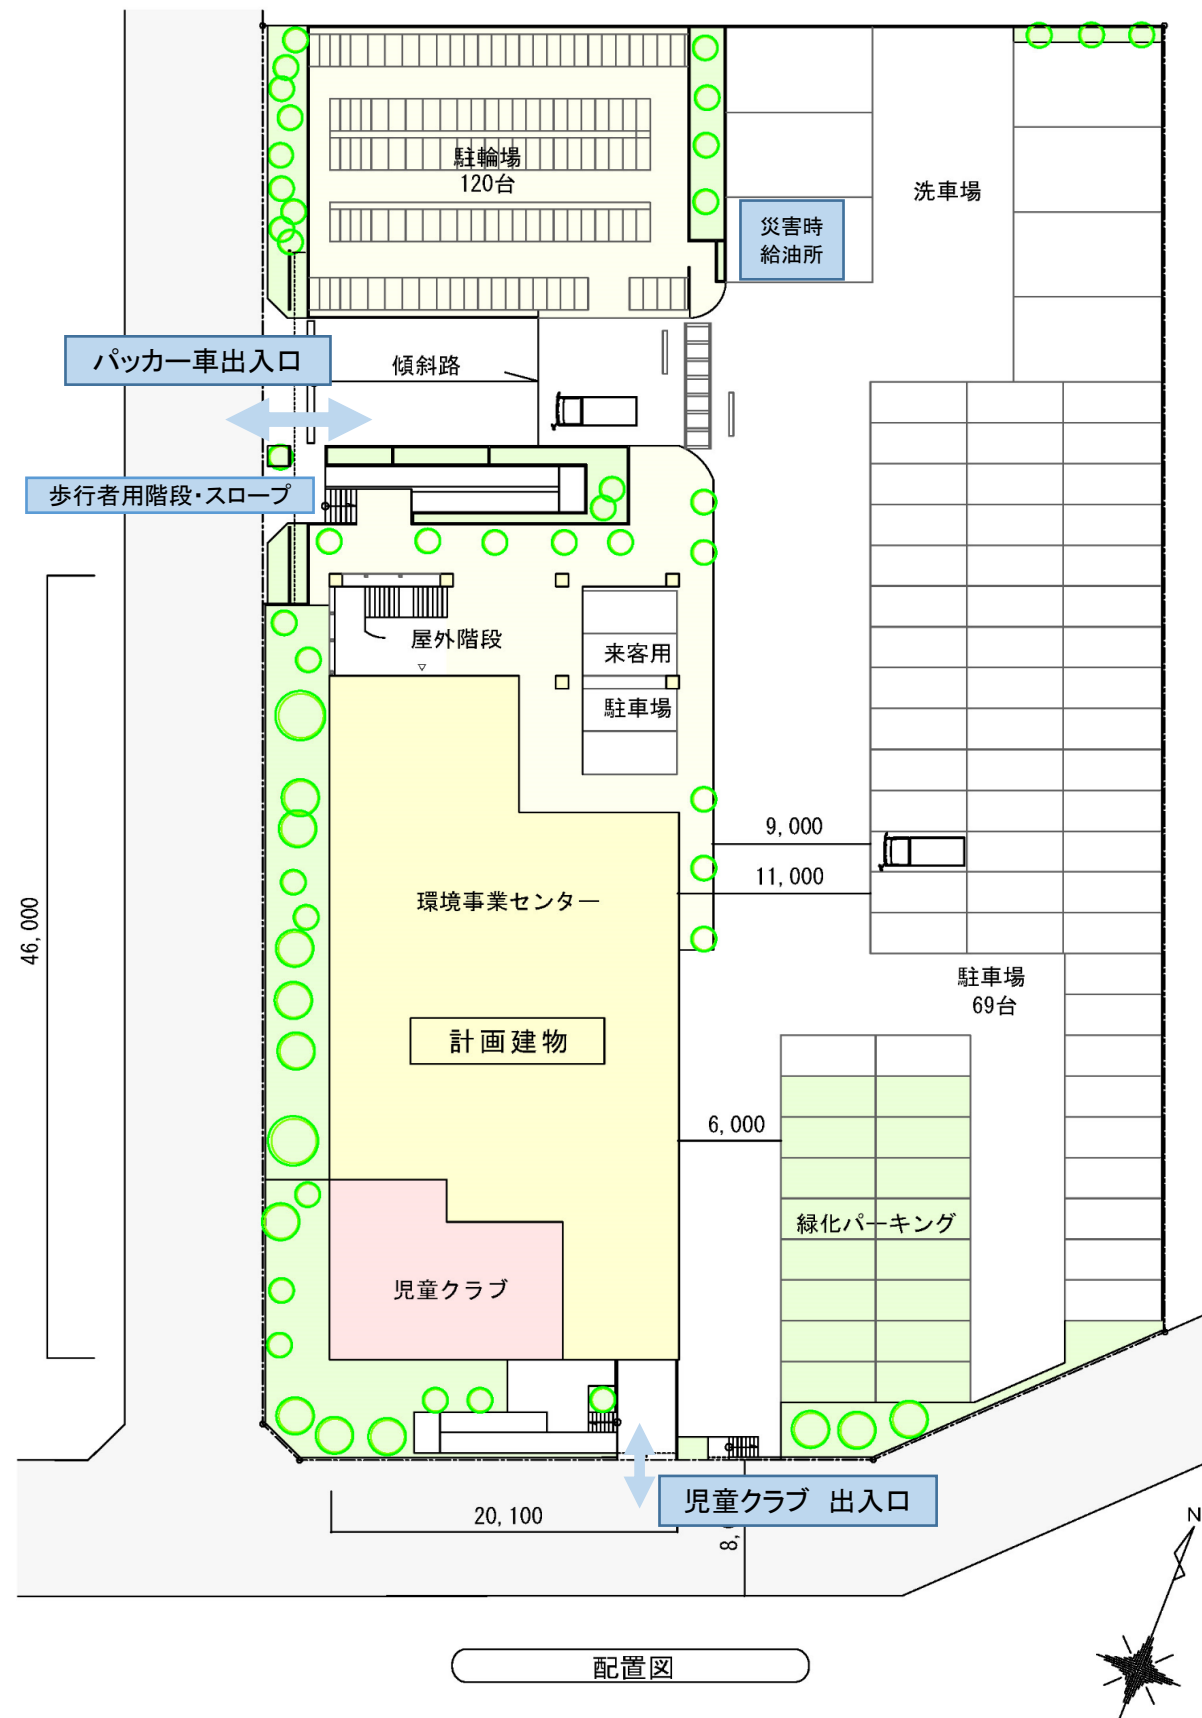 駐輪場
120台
洗車場
災害時
給油所
パッカー車出入口
傾斜路
歩行者用階段・スロープ
屋外階段
来客用
駐車場
9,000
11,000
環境事業センター
46,000
駐車場
69台
計画建物
6,000
緑化パーキング
児童クラブ
児童クラブ 出入口
20,100
8,
N
配置図